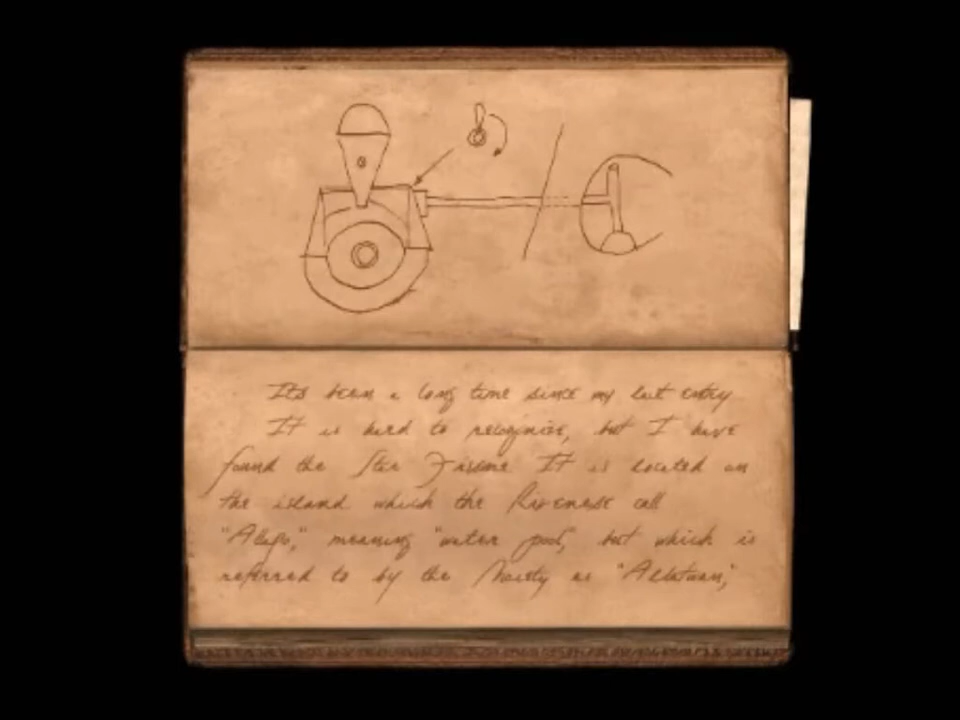 Its been a long time since my last entry
It is hard to recognize, but I have
found the Star Fissure It is located on
the island which the Rivenese call
meaning "water pool," but which is
referred to by the as